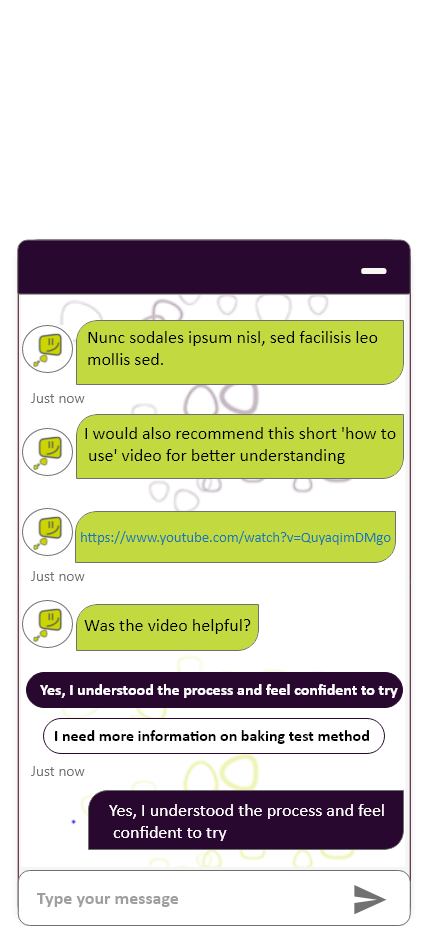 Nunc sodales ipsum nisl, sed facilisis leo
mollis sed.
Just now
I would also recommend this short 'how to
use' video for better understanding
https://www.youtube.com/watch?v=QuyaqimDMgo
Just now
Was the video helpful?
Yes, I understood the process and feel confident to try
I need more information on baking test method
Just now
Yes, I understood the process and feel
confident to try
Type your message